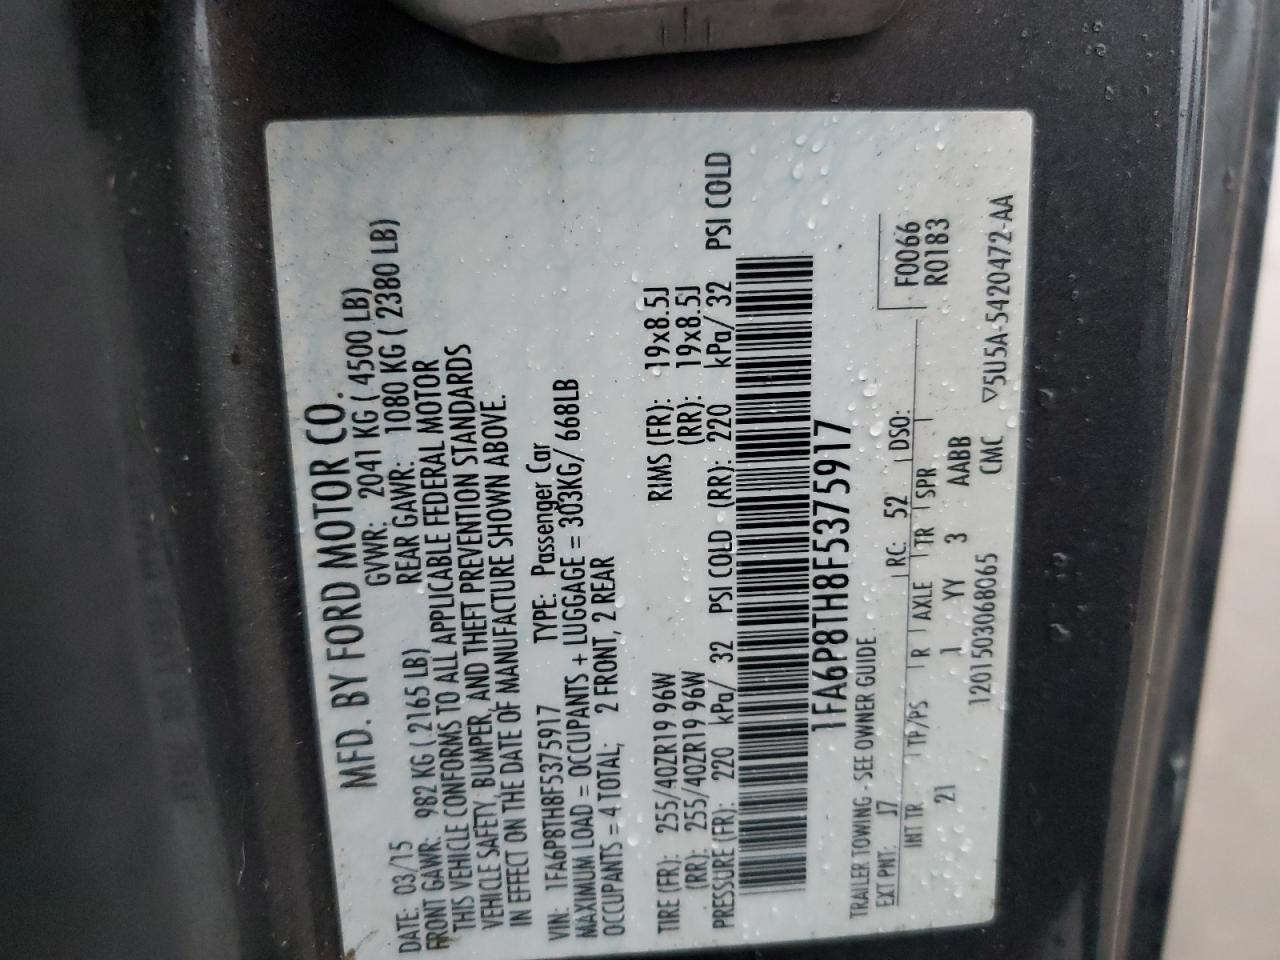 MFD. BY FORD MOTOR CO.
DATE: 03/15 GVWR: 2041 KG ( 4500 LB)
FRONT GAWR: 982 KG ( 2165 LB) REAR GAWR: 1080 KG ( 2380 LB)
THIS VEHICLE CONFORMS TO ALL APPLICABLE FEDERAL MOTOR
VEHICLE SAFETY, BUMPER, AND THEFT PREVENTION STANDARDS
IN EFFECT ON THE DATE OF MANUFACTURE SHOWN ABOVE.
VIN: 1FA6P8TH8F5375917 TYPE: Passenger Car
MAXIMUM LOAD = OCCUPANTS + LUGGAGE = 303KG/ 668LB
OCCUPANTS = 4 TOTAL; 2 FRONT, 2 REAR
TIRE (FR): 255/40ZR19 96W RIMS (FR): 19x8.5J
(RR): 255/40ZR19 96W (RR): 19x8.5J
PRESSURE (FR): 220 kPa/ 32 PSI COLD (RR): 220 kPa/ 32 PSI COLD
1FA6P8TH8F5375917
TRAILER TOWING - SEE OWNER GUIDE
EXT PNT: J7 RC: 52 DSO: F0066
INT TR TP/PS R AXLE TR SPR R0183
21 1 YY 3 AABB
120150306806​5 CMC ▽5U5A-5420472-AA